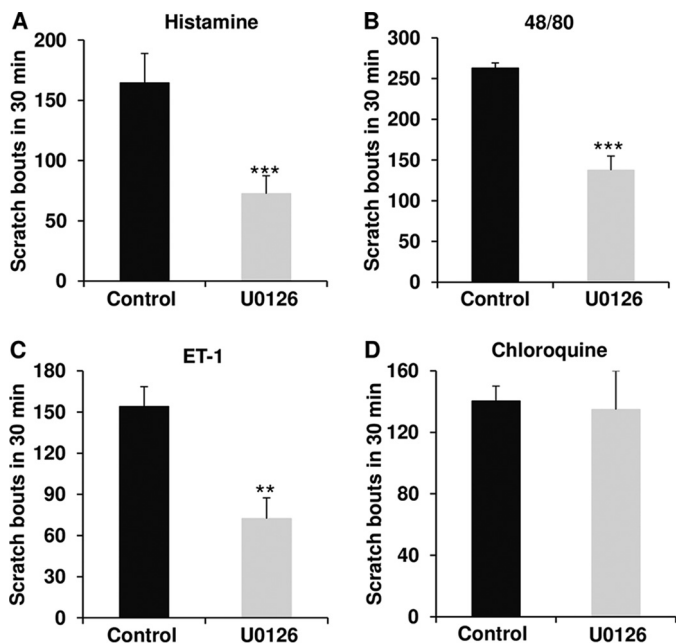 A
Histamine
Scratch bouts in 30 min
200
150
100
50
0
***
Control
U0126
B
48/80
Scratch bouts in 30 min
300
250
200
150
100
50
0
***
Control
U0126
C
ET-1
Scratch bouts in 30 min
180
150
120
90
60
30
0
**
Control
U0126
D
Chloroquine
Scratch bouts in 30 min
160
120
80
40
0
Control
U0126